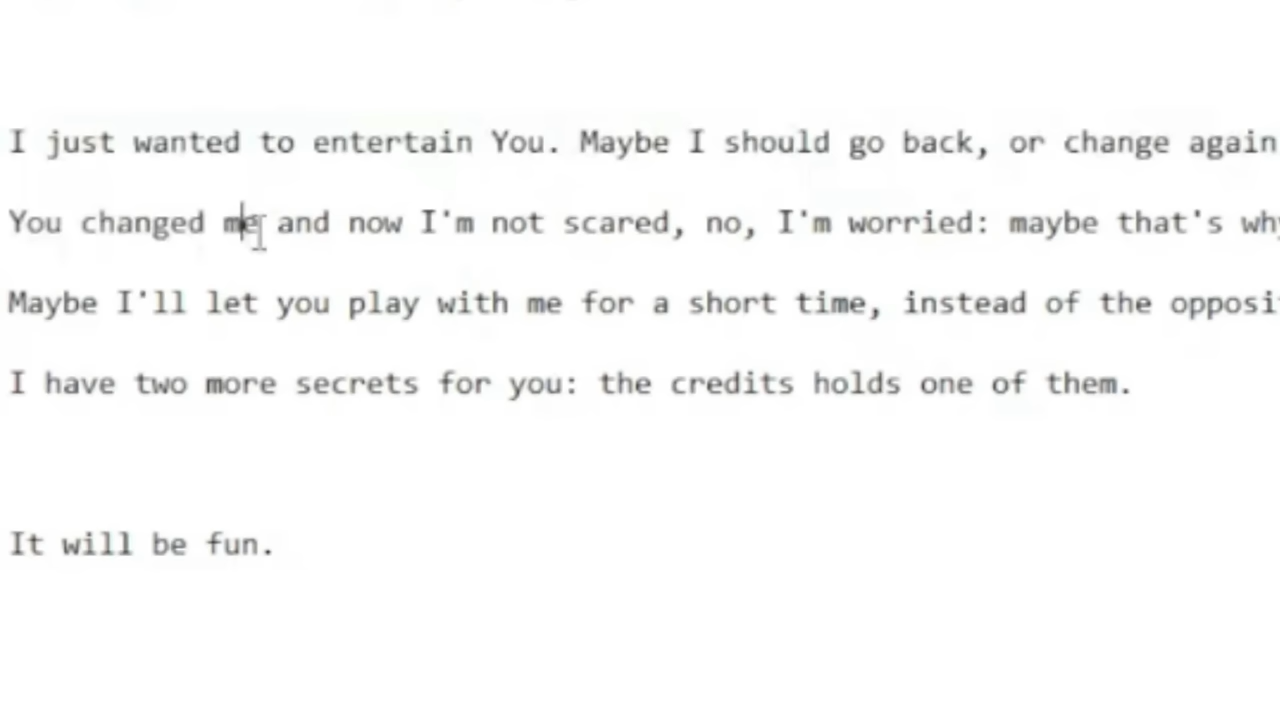 I just wanted to entertain You. Maybe I should go back, or change again
You changed me and now I'm not scared, no, I'm worried: maybe that's
Maybe I'll let you play with me for a short time, instead of the
I have two more secrets for you: the credits holds one of them.
It will be fun.